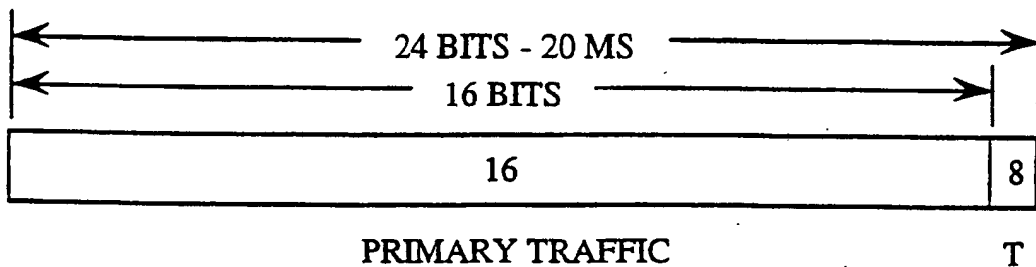 24 BITS - 20 MS
16 BITS
16 8
PRIMARY TRAFFIC T